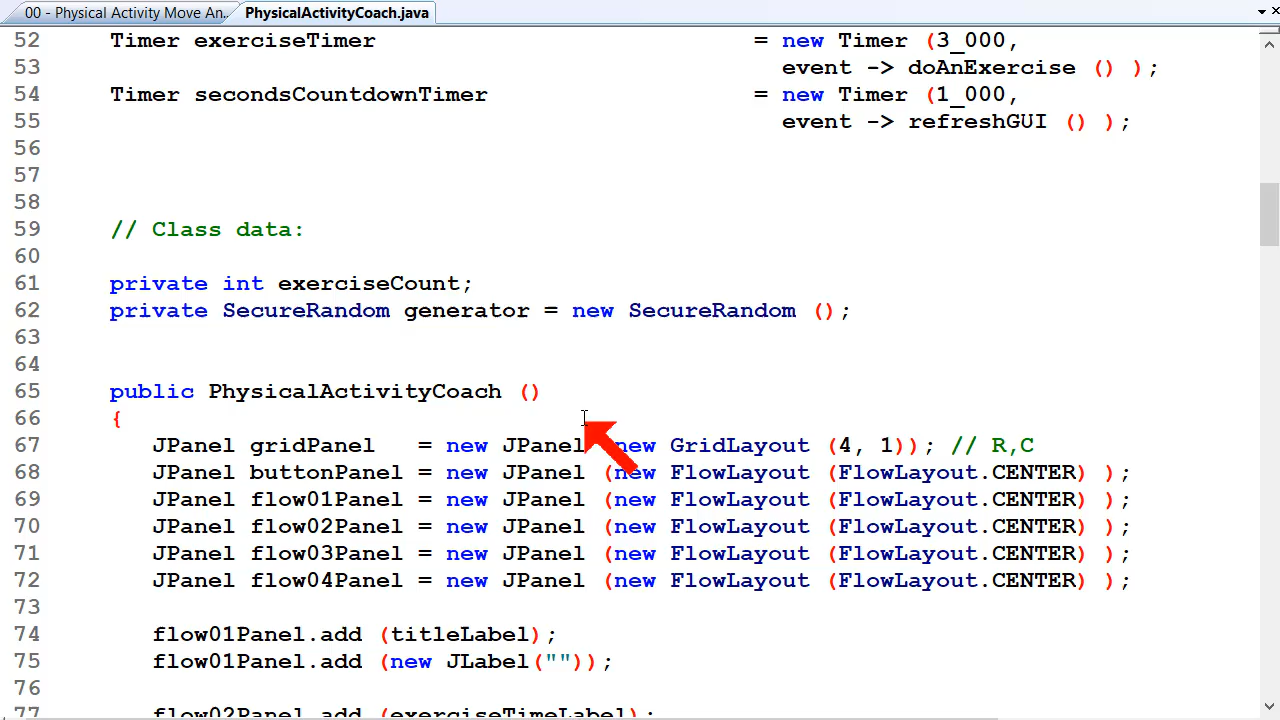 00 - Physical Activity Move An.. PhysicalActivityCoach.java
52 Timer exerciseTimer = new Timer (3_000,
53 event -> doAnExercise () );
54 Timer secondsCountdownTimer = new Timer (1_000,
55 event -> refreshGUI () );
56
57
58
59 // Class data:
60
61 private int exerciseCount;
62 private SecureRandom generator = new SecureRandom ();
63
64
65 public PhysicalActivityCoach ()
66 {
67 JPanel gridPanel = new JPanel (new GridLayout (4, 1)); // R,C
68 JPanel buttonPanel = new JPanel (new FlowLayout (FlowLayout.CENTER) );
69 JPanel flow01Panel = new JPanel (new FlowLayout (FlowLayout.CENTER) );
70 JPanel flow02Panel = new JPanel (new FlowLayout (FlowLayout.CENTER) );
71 JPanel flow03Panel = new JPanel (new FlowLayout (FlowLayout.CENTER) );
72 JPanel flow04Panel = new JPanel (new FlowLayout (FlowLayout.CENTER) );
73
74 flow01Panel.add (titleLabel);
75 flow01Panel.add (new JLabel(""));
76
77 flow02Panel.add (exerciseTimeLabel);